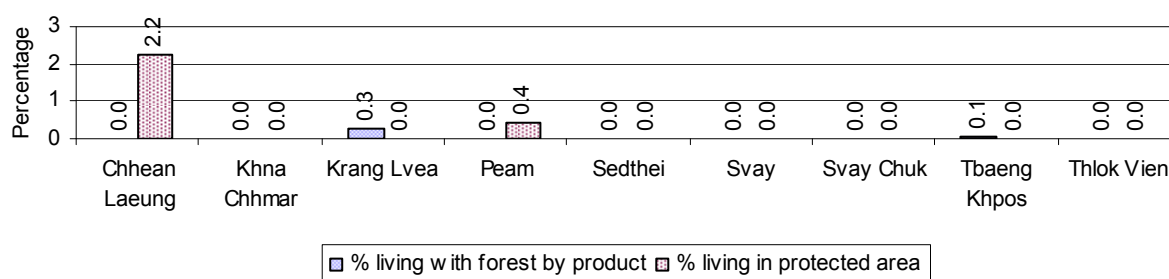 Percentage
3
2
1
0
0.0
2.2
0.0
0.0
0.3
0.0
0.0
0.4
0.0
0.0
0.0
0.0
0.0
0.0
0.1
0.0
0.0
0.0
Chhean Laeung
Khna Chhmar
Krang Lvea
Peam
Sedthei
Svay
Svay Chuk
Tbaeng Khpos
Thlok Vien
% living with forest by product
% living in protected area